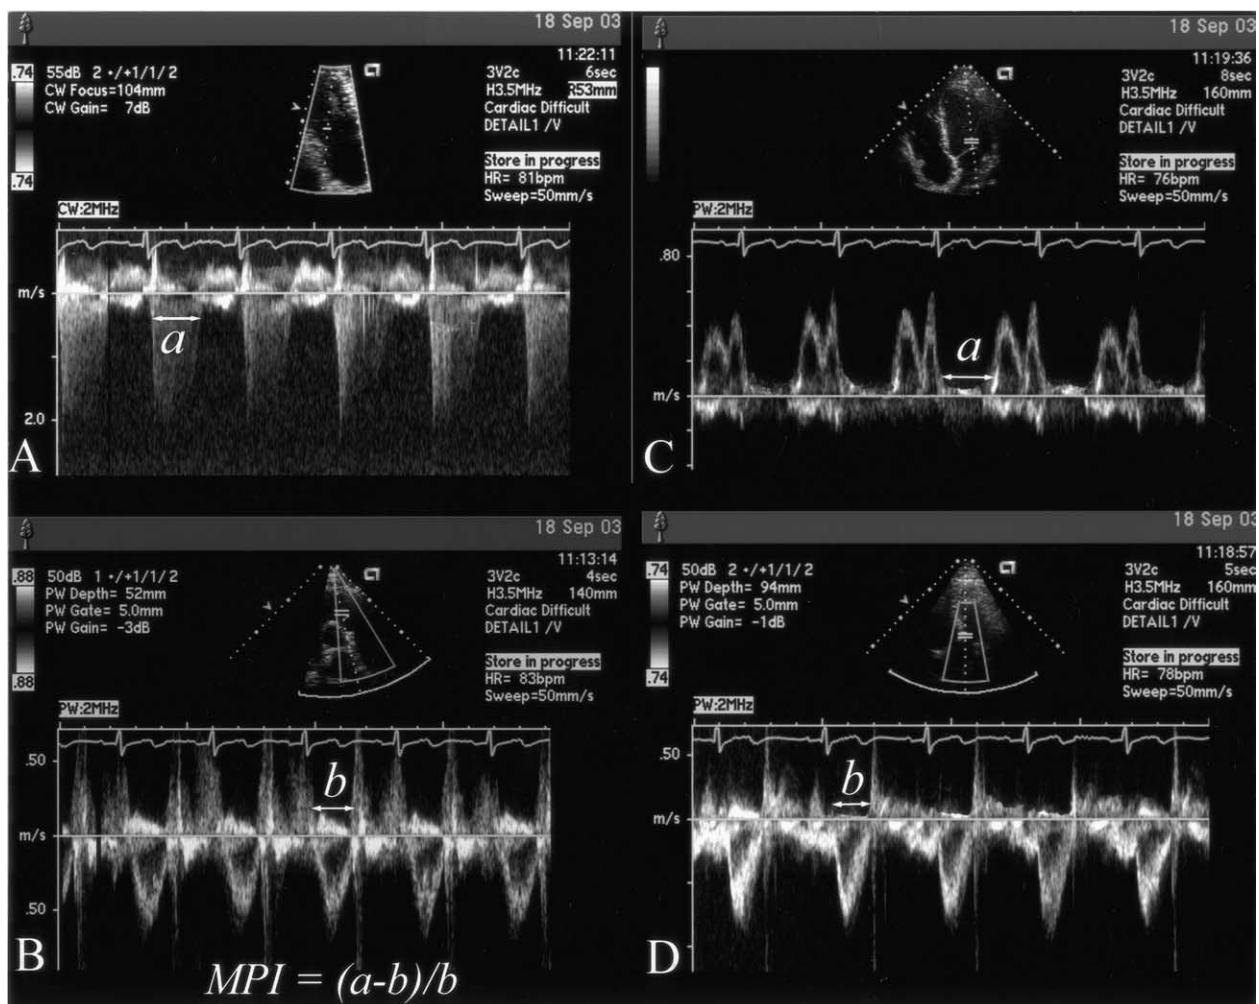 18 Sep 03
11:22:11
.74
55dB 2 +/+1/1/2
CW Focus=104mm
CW Gain= 7dB
.74
3V2c 6sec
H3.5MHz R53mm
Cardiac Difficult
DETAIL1 /V
Store in progress
HR= 81bpm
Sweep=50mm/s
CW:2MHz
m/s
a
2.0
A
18 Sep 03
11:19:36
3V2c 8sec
H3.5MHz 160mm
Cardiac Difficult
DETAIL1 /V
Store in progress
HR= 76bpm
Sweep=50mm/s
PW:2MHz
.80
a
m/s
C
18 Sep 03
11:13:14
.88
50dB 1 +/+1/1/2
PW Depth= 52mm
PW Gate= 5.0mm
PW Gain= -3dB
.88
3V2c 4sec
H3.5MHz 140mm
Cardiac Difficult
DETAIL1 /V
Store in progress
HR= 83bpm
Sweep=50mm/s
PW:2MHz
.50
b
m/s
.50
B
MPI = (a-b)/b
18 Sep 03
11:18:57
.74
50dB 2 +/+1/1/2
PW Depth= 94mm
PW Gate= 5.0mm
PW Gain= -1dB
.74
3V2c 5sec
H3.5MHz 160mm
Cardiac Difficult
DETAIL1 /V
Store in progress
HR= 78bpm
Sweep=50mm/s
PW:2MHz
.50
b
m/s
D